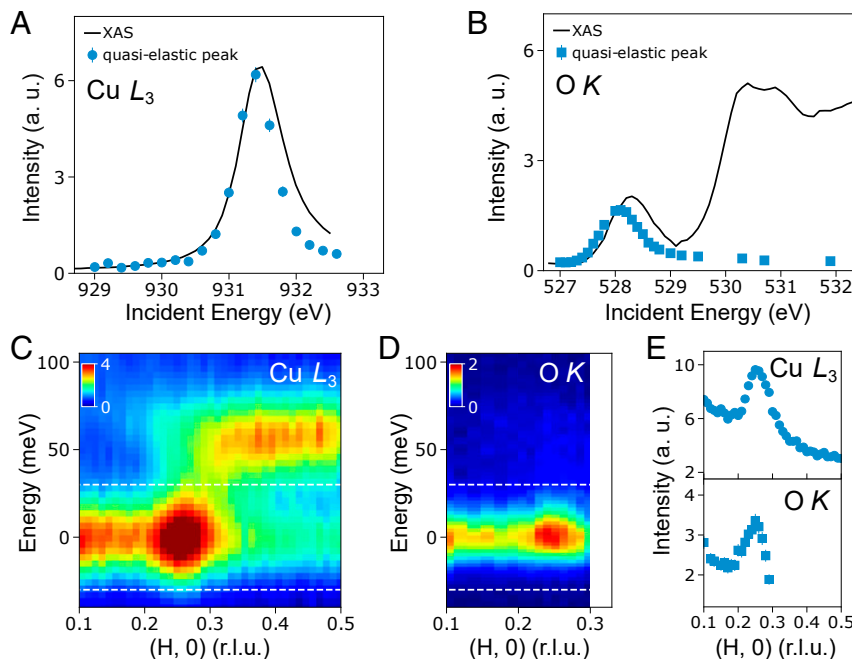 A
XAS
quasi-elastic peak
Cu L3
Intensity (a. u.)
6
3
0
929 930 931 932 933
Incident Energy (eV)
B
XAS
quasi-elastic peak
O K
Intensity (a. u.)
6
3
0
527 528 529 530 531 532
Incident Energy (eV)
C
Cu L3
4
0
Energy (meV)
100
50
0
0.1 0.2 0.3 0.4 0.5
(H, 0) (r.l.u.)
D
O K
2
0
Energy (meV)
100
50
0
0.1 0.2 0.3
(H, 0) (r.l.u.)
E
Cu L3
10
6
2
Intensity (a. u.)
O K
4
3
2
0.1 0.2 0.3 0.4 0.5
(H, 0) (r.l.u.)